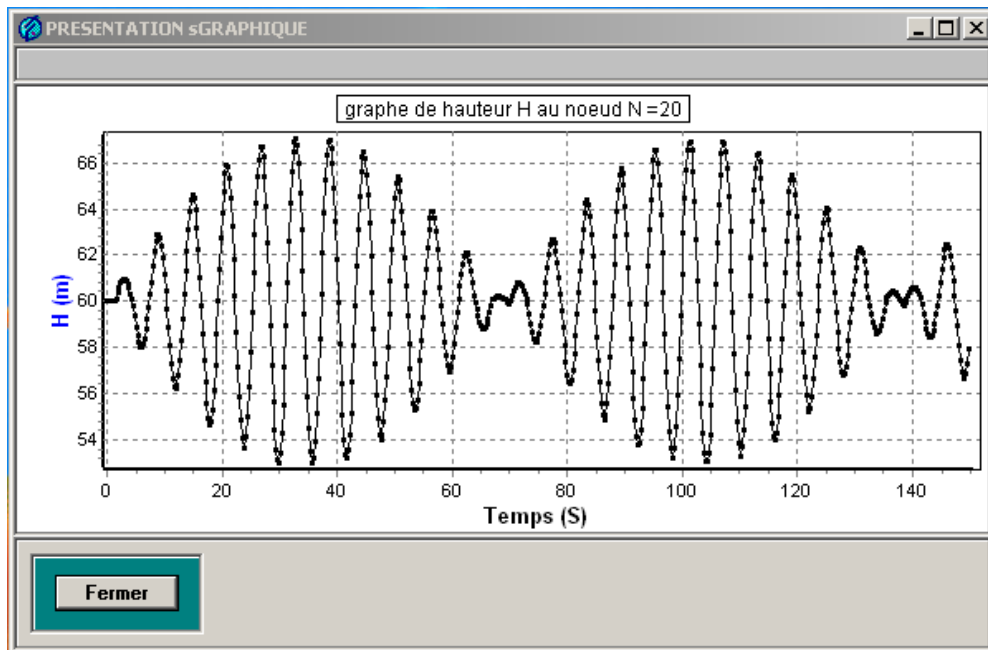 PRESENTATION sGRAPHIQUE
graphe de hauteur H au noeud N =20
66
64
62
60
58
56
54
H (m)
0 20 40 60 80 100 120 140
Temps (S)
Fermer